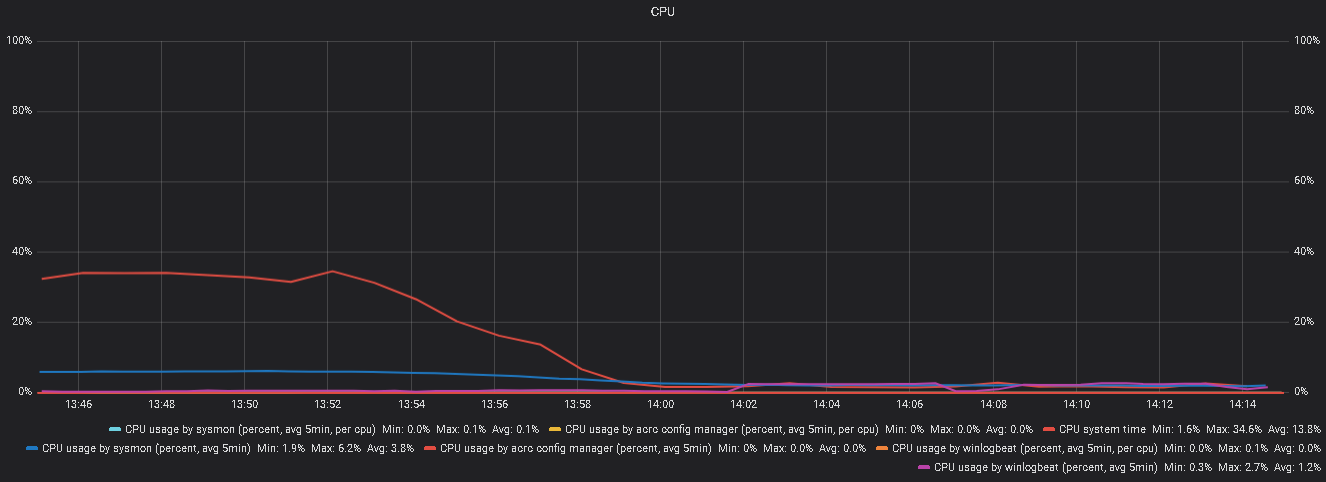 CPU
100% 100%
80% 80%
60% 60%
40% 40%
20% 20%
0% 0%
13:46 13:48 13:50 13:52 13:54 13:56 13:58 14:00 14:02 14:04 14:06 14:08 14:10 14:12 14:14
CPU usage by sysmon (percent, avg 5min, per cpu) Min: 0.0% Max: 0.1% Avg: 0.1% CPU usage by acrc config manager (percent, avg 5min, per cpu) Min: 0% Max: 0.0% Avg: 0.0% CPU system time Min: 1.6% Max: 34.6% Avg: 13.8%
CPU usage by sysmon (percent, avg 5min) Min: 1.9% Max: 6.2% Avg: 3.8% CPU usage by acrc config manager (percent, avg 5min) Min: 0% Max: 0.0% Avg: 0.0% CPU usage by winlogbeat (percent, avg 5min, per cpu) Min: 0.0% Max: 0.1% Avg: 0.0%
CPU usage by winlogbeat (percent, avg 5min) Min: 0.3% Max: 2.7% Avg: 1.2%